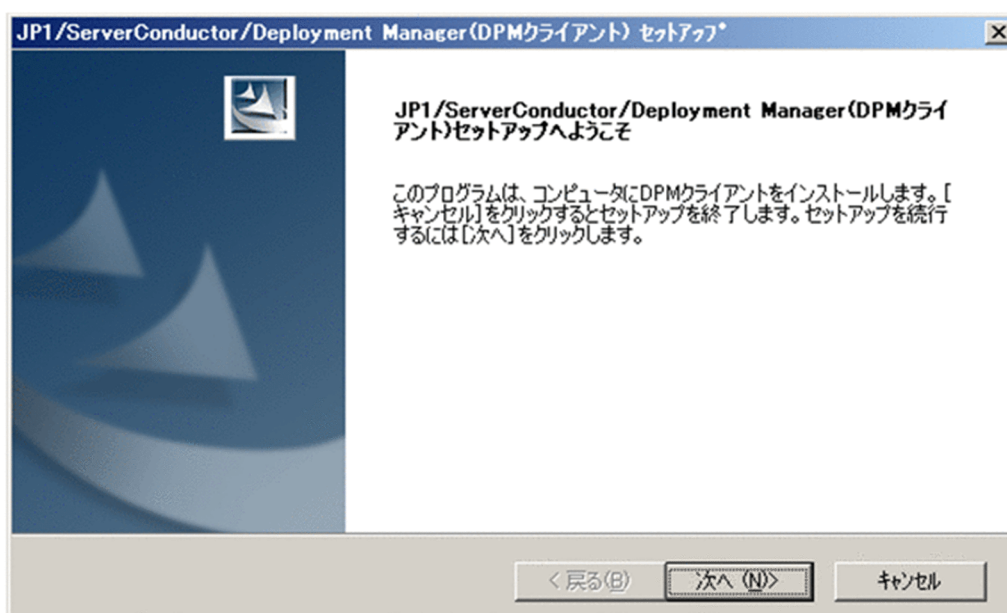 JP1/ServerConductor/Deployment Manager(DPMクライアント) セットアップ
JP1/ServerConductor/Deployment Manager(DPMクライ
アント)セットアップへようこそ
このプログラムは、コンピュータにDPMクライアントをインストールします。[
キャンセル]をクリックするとセットアップを終了します。セットアップを続行
するには[次へ]をクリックします。
< 戻る(B)
次へ (N)>
キャンセル